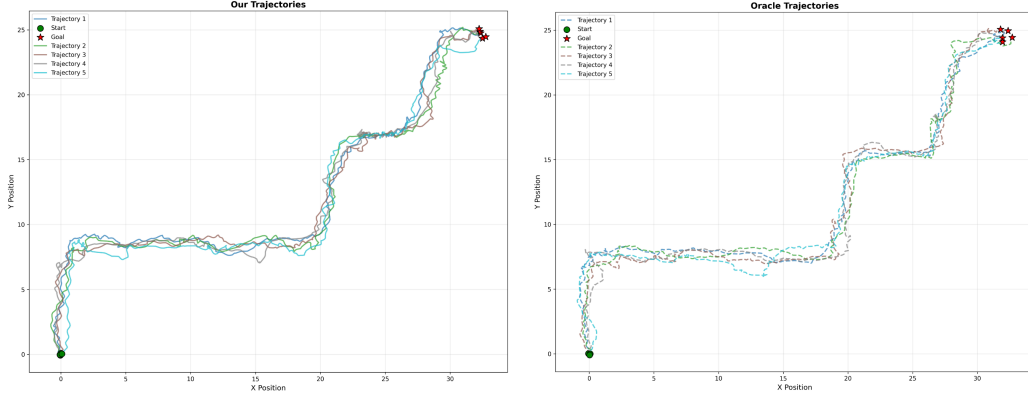 Our Trajectories
Trajectory 1
Start
Goal
Trajectory 2
Trajectory 3
Trajectory 4
Trajectory 5
25
20
15
10
5
0
Y Position
0 5 10 15 20 25 30
X Position
Oracle Trajectories
Trajectory 1
Start
Goal
Trajectory 2
Trajectory 3
Trajectory 4
Trajectory 5
25
20
15
10
5
0
Y Position
0 5 10 15 20 25 30
X Position